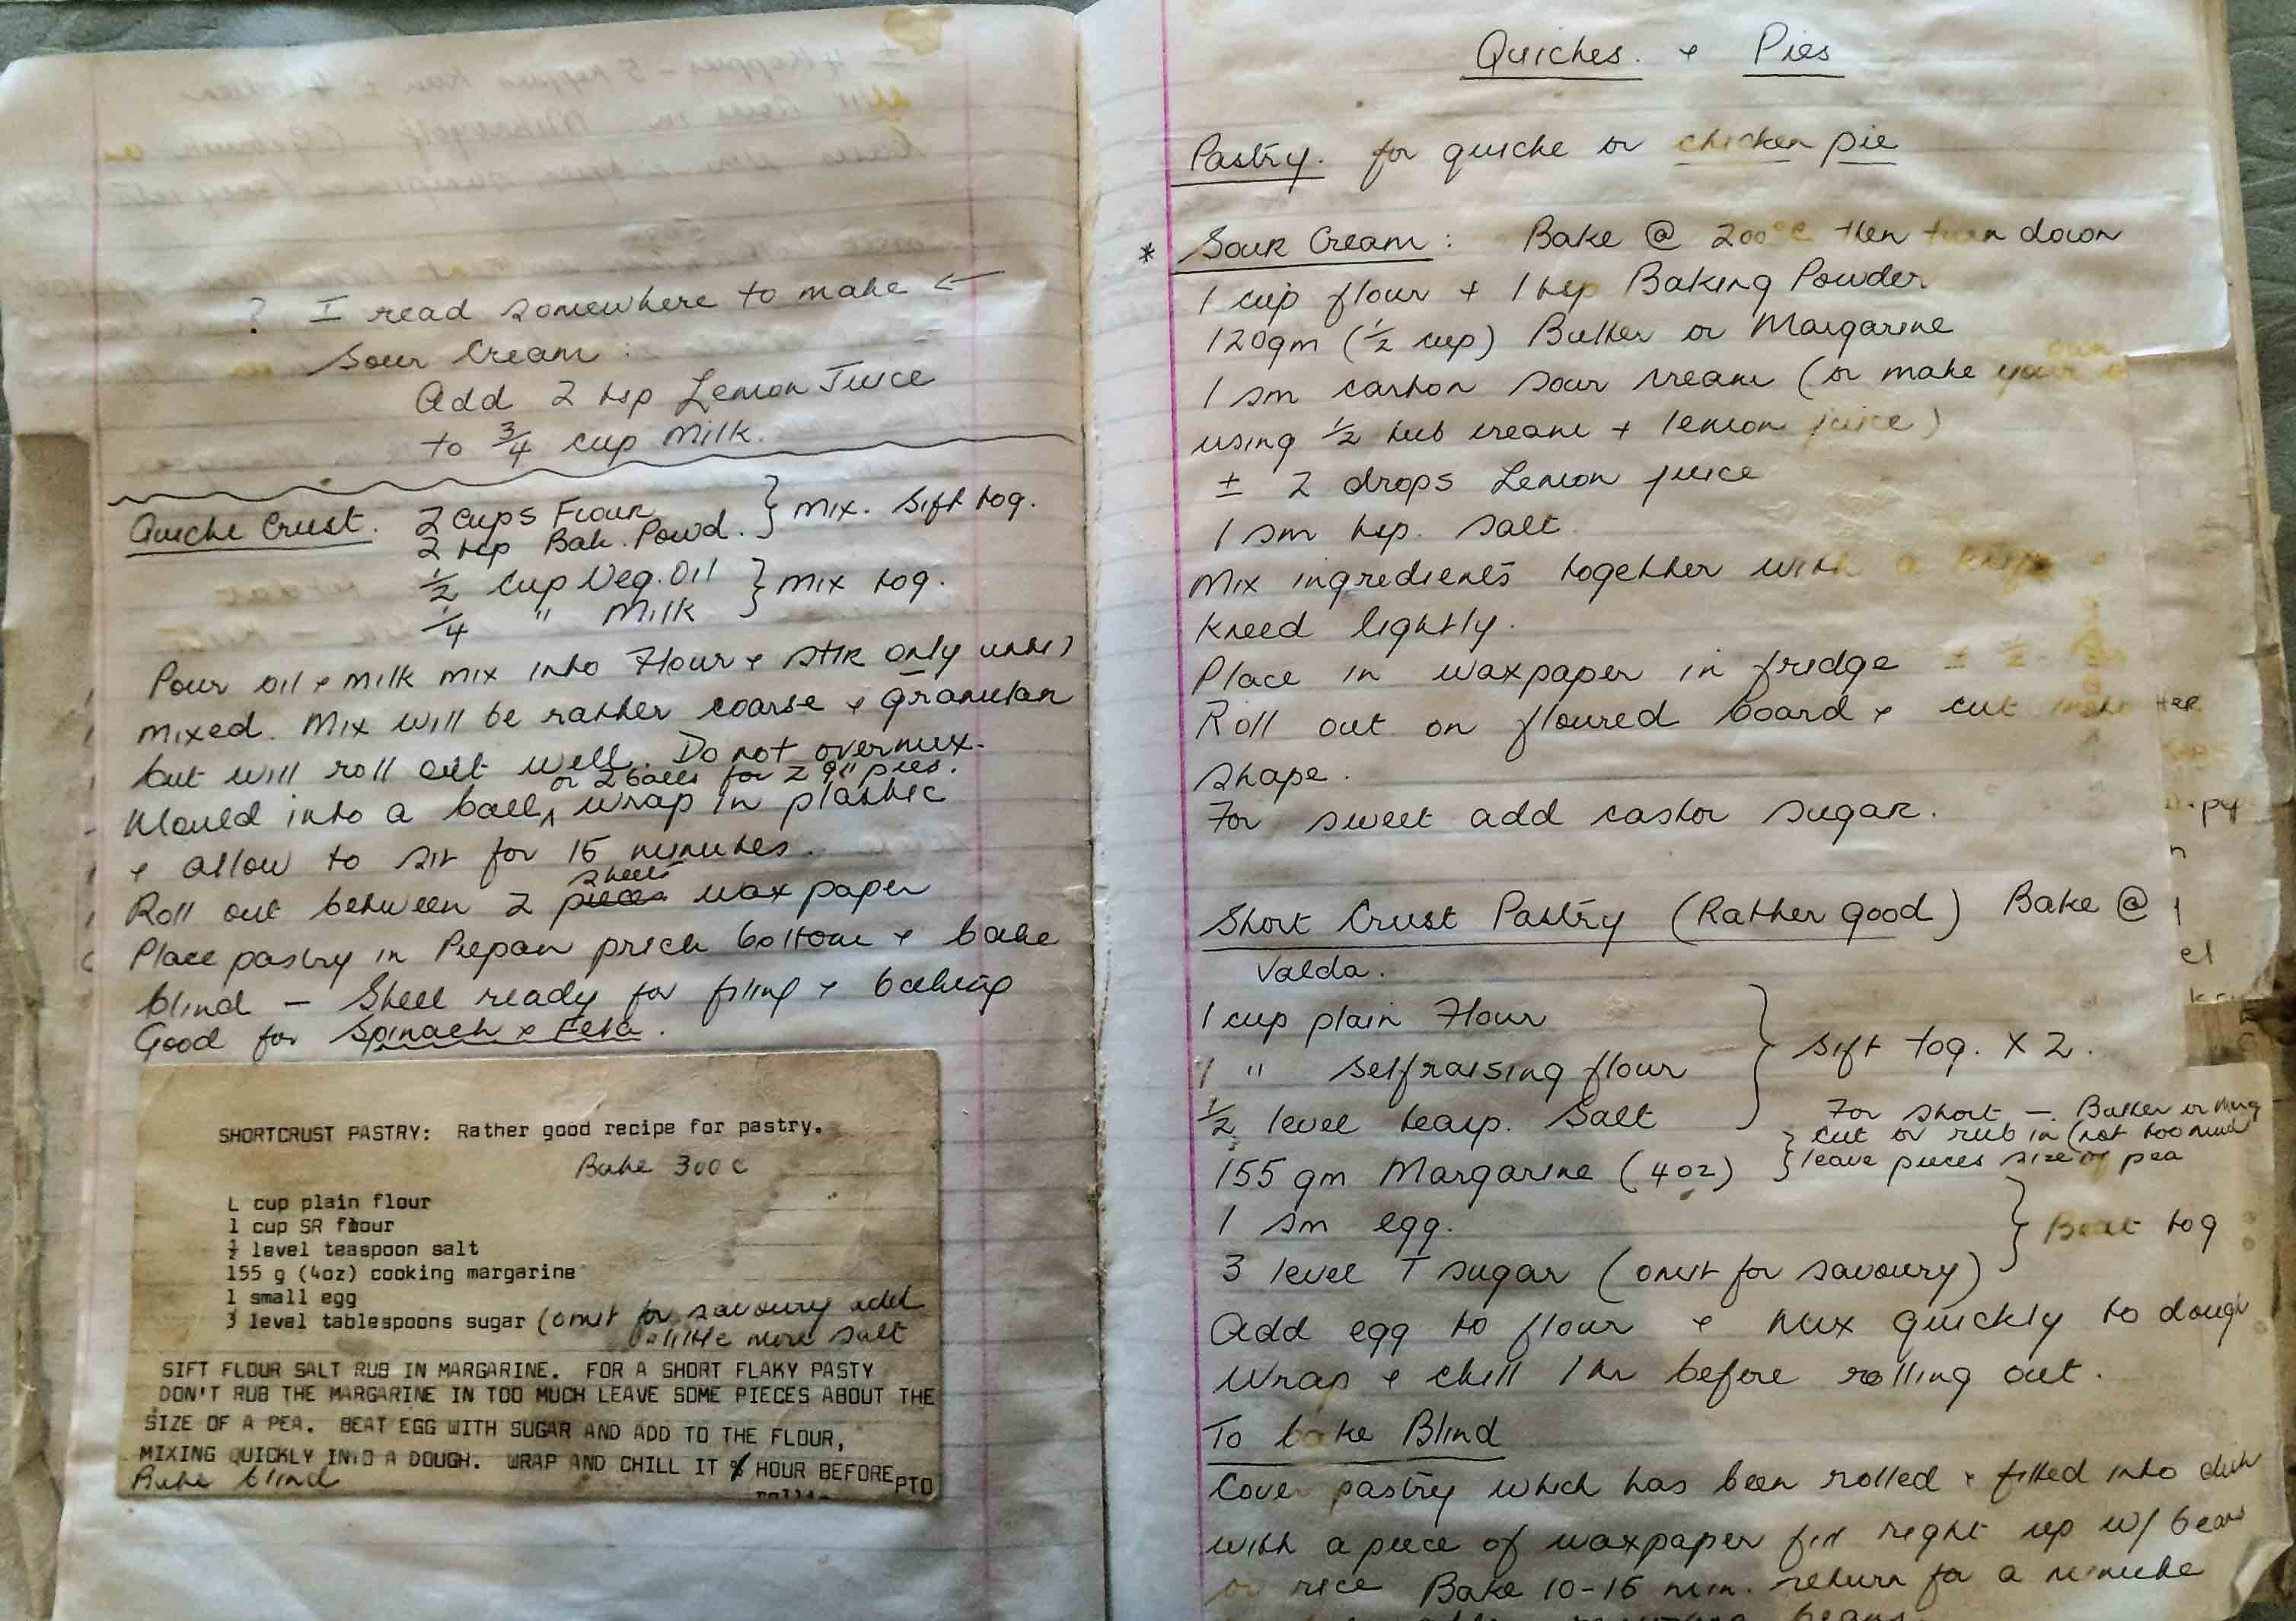 ? I read somewhere to make ←
Sour Cream :
Add 2 tsp Lemon Juice
to 3/4 cup Milk.
Quiche Crust. 2 Cups Flour } Mix. Sift tog.
2 tsp Bak. Powd.
1/2 Cup Veg. Oil } Mix tog.
1/4 " Milk
Pour oil + milk mix into Flour + stir only until
mixed. Mix will be rather coarse + granular
but will roll out well. Do not overmix.
or 2 balls for 2 9" pies.
Mould into a ball, wrap in plastic
+ allow to sit for 15 minutes.
sheets
Roll out between 2 pieces wax paper
Place pastry in Piepan prick bottom + bake
blind — Shell ready for filing + baking
Good for Spinach + Feta.
SHORTCRUST PASTRY: Rather good recipe for pastry.
Bake 300 C
L cup plain flour
1 cup SR flour
½ level teaspoon salt
155 g (4oz) cooking margarine
1 small egg
3 level tablespoons sugar (omit for savoury add
a little more salt
SIFT FLOUR SALT RUB IN MARGARINE. FOR A SHORT FLAKY PASTY
DON'T RUB THE MARGARINE IN TOO MUCH LEAVE SOME PIECES ABOUT THE
SIZE OF A PEA. BEAT EGG WITH SUGAR AND ADD TO THE FLOUR,
MIXING QUICKLY INTO A DOUGH. WRAP AND CHILL IT HOUR BEFORE PTO
Bake blind
Quiches. + Pies
Pastry. for quiche or chicken pie
* Sour Cream : Bake @ 200°C then turn down
1 cup flour + 1 tsp Baking Powder
120gm (1/2 cup) Butter or Margarine
1 sm carton sour cream (or make your own
using 1/2 tub cream + lemon juice)
± 2 drops Lemon juice
1 sm tsp. salt
Mix ingredients together with a knife
Kneed lightly.
Place in waxpaper in fridge ± 1/2
Roll out on floured board + cut into
shape.
For sweet add castor sugar.
Short Crust Pastry (Rather good) Bake @
Valda.
1 cup plain Flour
1 " selfraising flour } Sift tog. X 2.
1/2 level teasp. Salt
For short — Butter or Marg
cut or rub in (not too much
leave pieces size of pea
155 gm Margarine (4oz)
1 sm egg. } Beat tog
3 level T sugar (omit for savoury)
Add egg to flour + Mix quickly to dough
Wrap + chill 1 hr before rolling out.
To bake Blind
Cover pastry which has been rolled + fitted into dish
with a piece of waxpaper fill right up w/ beans
or rice Bake 10-15 min. return for a minute
beans.